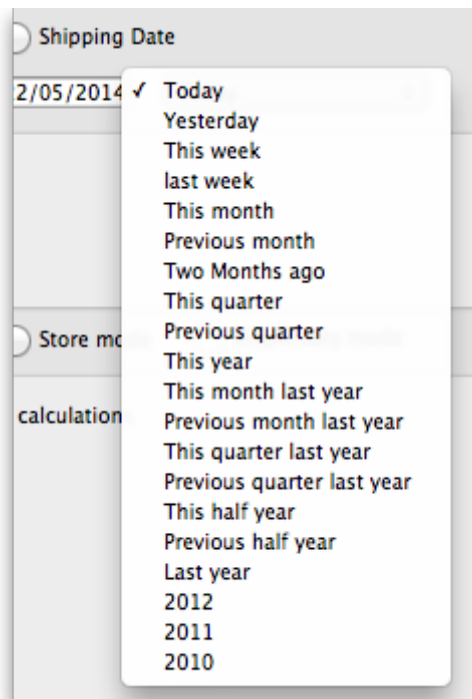 Shipping Date
2/05/2014 ✓ Today
Yesterday
This week
last week
This month
Previous month
Two Months ago
This quarter
Previous quarter
Store mo
This year
This month last year
calculation
Previous month last year
This quarter last year
Previous quarter last year
This half year
Previous half year
Last year
2012
2011
2010